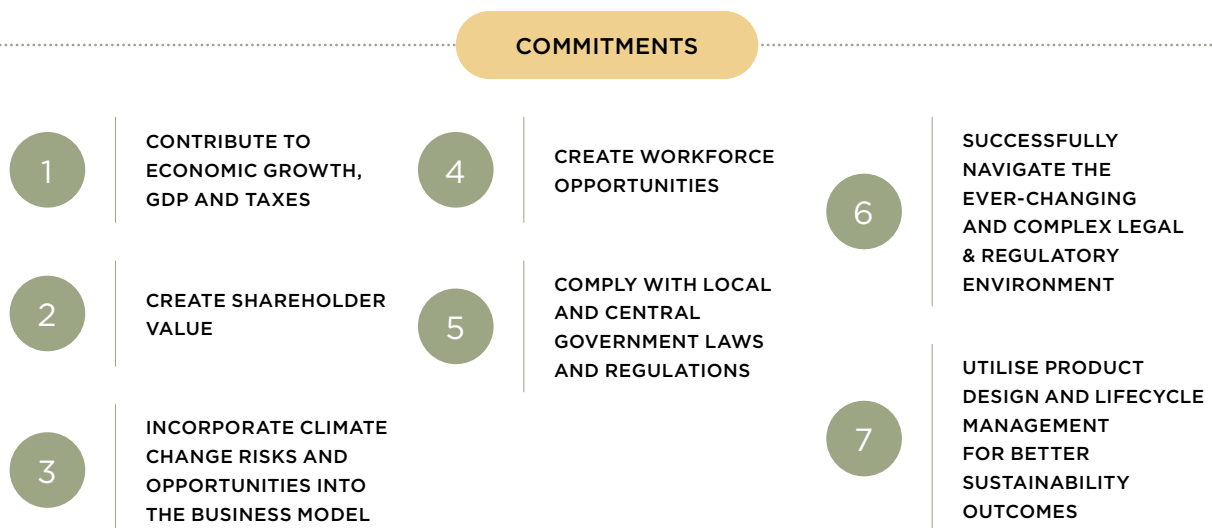 COMMITMENTS
1
CONTRIBUTE TO
ECONOMIC GROWTH,
GDP AND TAXES
2
CREATE SHAREHOLDER
VALUE
3
INCORPORATE CLIMATE
CHANGE RISKS AND
OPPORTUNITIES INTO
THE BUSINESS MODEL
4
CREATE WORKFORCE
OPPORTUNITIES
5
COMPLY WITH LOCAL
AND CENTRAL
GOVERNMENT LAWS
AND REGULATIONS
6
SUCCESSFULLY
NAVIGATE THE
EVER-CHANGING
AND COMPLEX LEGAL
& REGULATORY
ENVIRONMENT
7
UTILISE PRODUCT
DESIGN AND LIFECYCLE
MANAGEMENT
FOR BETTER
SUSTAINABILITY
OUTCOMES